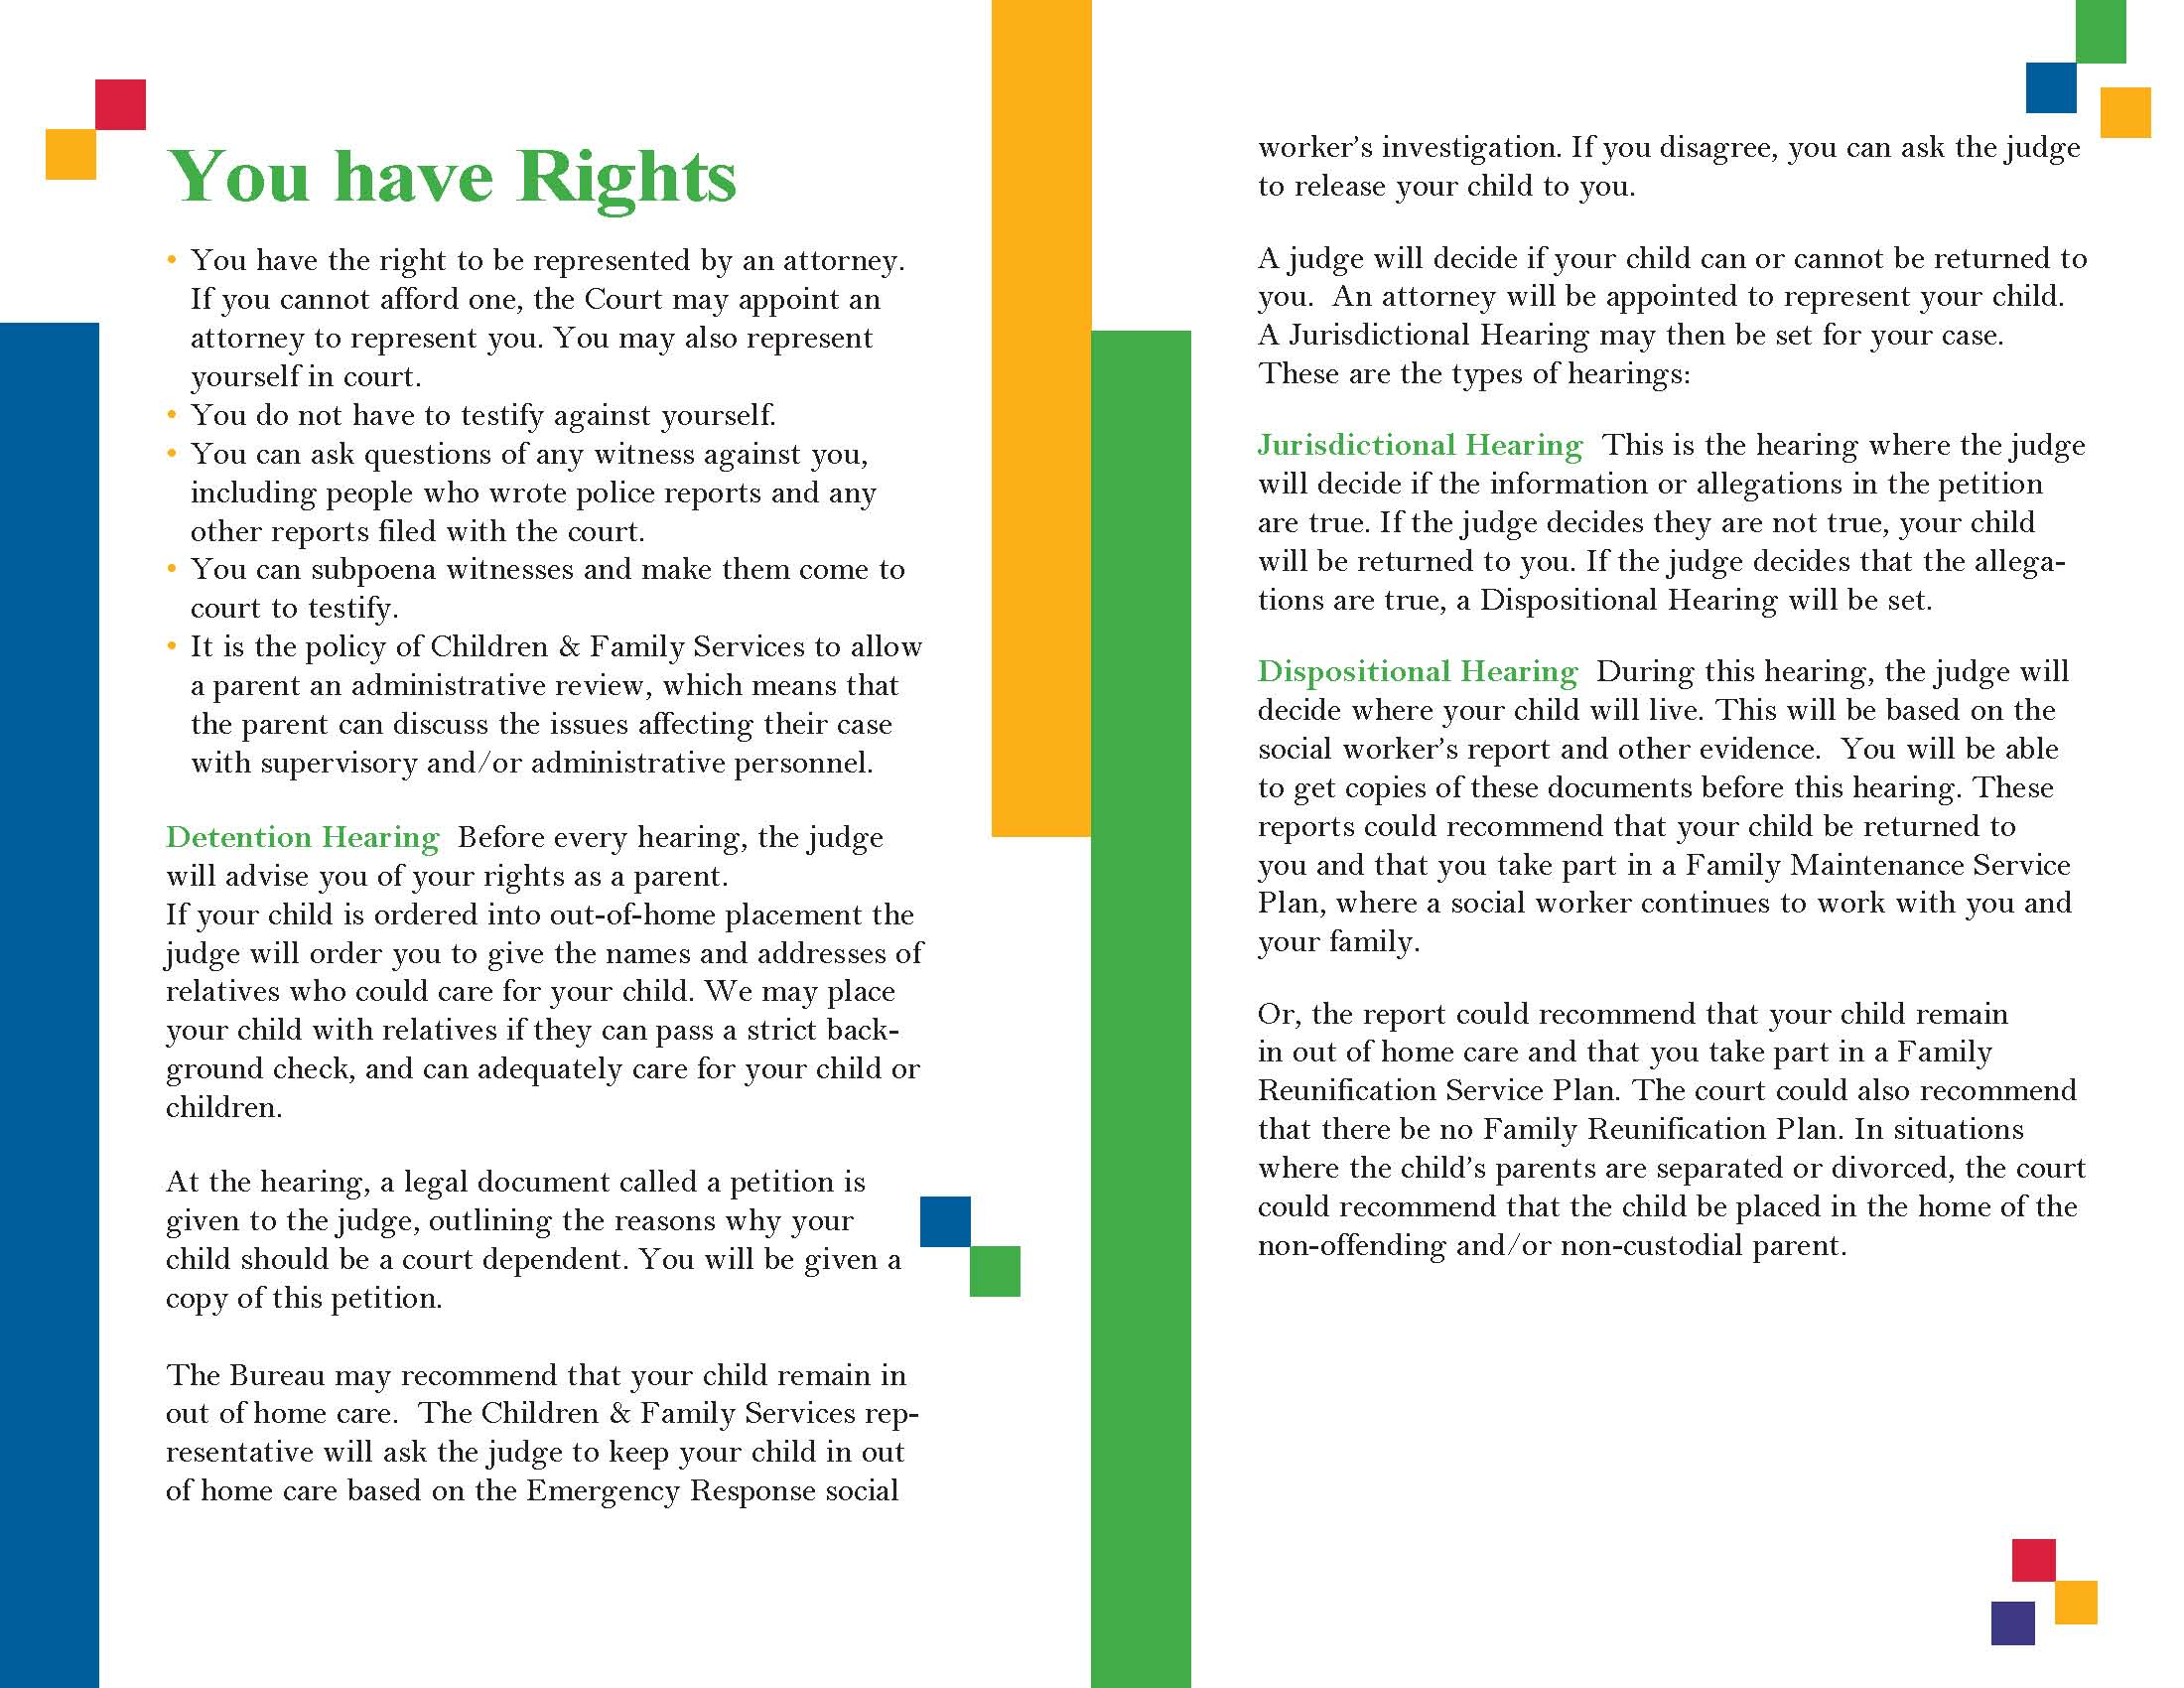 You have Rights
• You have the right to be represented by an attorney.
If you cannot afford one, the Court may appoint an
attorney to represent you. You may also represent
yourself in court.
• You do not have to testify against yourself.
• You can ask questions of any witness against you,
including people who wrote police reports and any
other reports filed with the court.
• You can subpoena witnesses and make them come to
court to testify.
• It is the policy of Children & Family Services to allow
a parent an administrative review, which means that
the parent can discuss the issues affecting their case
with supervisory and/or administrative personnel.
Detention Hearing  Before every hearing, the judge
will advise you of your rights as a parent.
If your child is ordered into out-of-home placement the
judge will order you to give the names and addresses of
relatives who could care for your child. We may place
your child with relatives if they can pass a strict back-
ground check, and can adequately care for your child or
children.
At the hearing, a legal document called a petition is
given to the judge, outlining the reasons why your
child should be a court dependent. You will be given a
copy of this petition.
The Bureau may recommend that your child remain in
out of home care.  The Children & Family Services rep-
resentative will ask the judge to keep your child in out
of home care based on the Emergency Response social
worker’s investigation. If you disagree, you can ask the judge
to release your child to you.
A judge will decide if your child can or cannot be returned to
you.  An attorney will be appointed to represent your child.
A Jurisdictional Hearing may then be set for your case.
These are the types of hearings:
Jurisdictional Hearing  This is the hearing where the judge
will decide if the information or allegations in the petition
are true. If the judge decides they are not true, your child
will be returned to you. If the judge decides that the allega-
tions are true, a Dispositional Hearing will be set.
Dispositional Hearing  During this hearing, the judge will
decide where your child will live. This will be based on the
social worker’s report and other evidence.  You will be able
to get copies of these documents before this hearing. These
reports could recommend that your child be returned to
you and that you take part in a Family Maintenance Service
Plan, where a social worker continues to work with you and
your family.
Or, the report could recommend that your child remain
in out of home care and that you take part in a Family
Reunification Service Plan. The court could also recommend
that there be no Family Reunification Plan. In situations
where the child’s parents are separated or divorced, the court
could recommend that the child be placed in the home of the
non-offending and/or non-custodial parent.